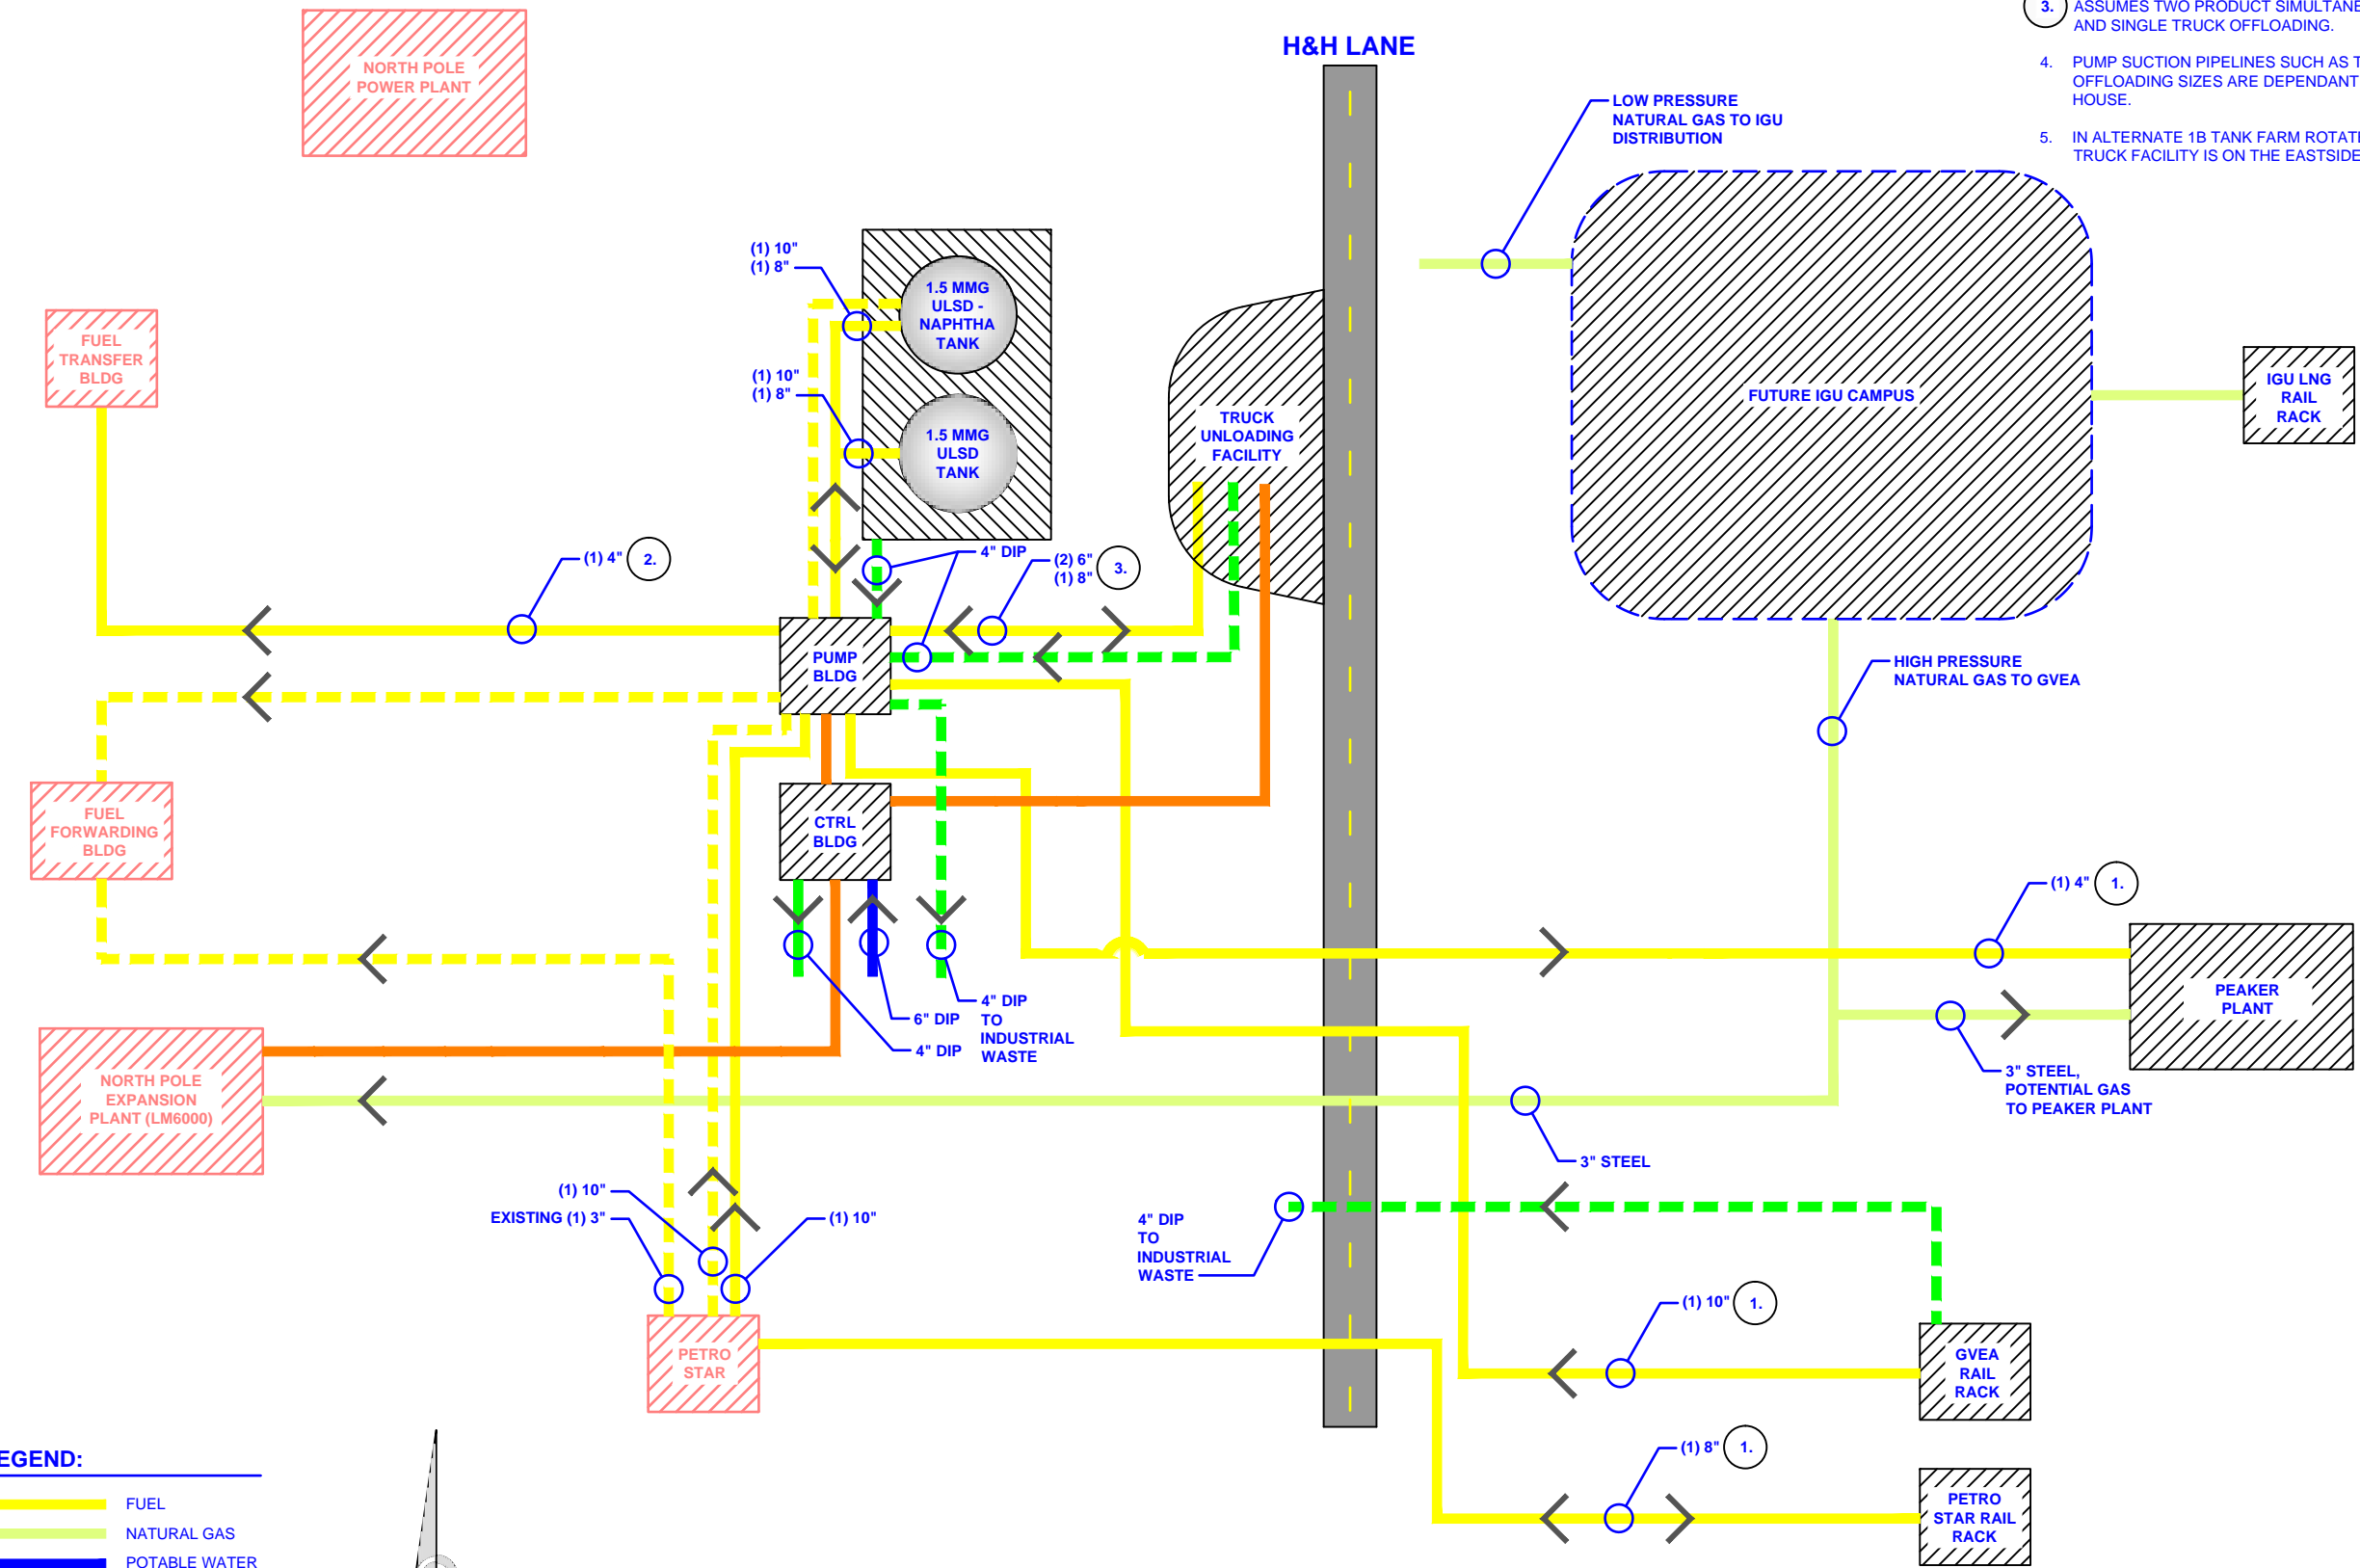 3. ASSUMES TWO PRODUCT
AND SINGLE TRUCK OFFLOADING.
4. PUMP SUCTION PIPELINES SUCH AS
OFFLOADING SIZES ARE DEPENDANT
HOUSE.
5. IN ALTERNATE 1B TANK FARM
TRUCK FACILITY IS ON THE EASTSIDE
H&H LANE
NORTH POLE
POWER PLANT
LOW PRESSURE
NATURAL GAS TO IGU
DISTRIBUTION
(1) 10"
(1) 8"
1.5 MMG
ULSD -
NAPHTHA
TANK
FUEL
TRANSFER
BLDG
(1) 10"
(1) 8"
1.5 MMG
ULSD
TANK
TRUCK
UNLOADING
FACILITY
FUTURE IGU CAMPUS
IGU LNG
RAIL
RACK
(1) 4" 2.
4" DIP
(2) 6"
(1) 8" 3.
PUMP
BLDG
HIGH PRESSURE
NATURAL GAS TO GVEA
FUEL
FORWARDING
BLDG
CTRL
BLDG
(1) 4" 1.
PEAKER
PLANT
4" DIP
TO
INDUSTRIAL
WASTE
6" DIP
4" DIP
NORTH POLE
EXPANSION
PLANT (LM6000)
3" STEEL,
POTENTIAL GAS
TO PEAKER PLANT
3" STEEL
(1) 10"
EXISTING (1) 3"
(1) 10"
4" DIP
TO
INDUSTRIAL
WASTE
(1) 10" 1.
PETRO
STAR
GVEA
RAIL
RACK
(1) 8" 1.
PETRO
STAR RAIL
RACK
EGEND:
FUEL
NATURAL GAS
POTABLE WATER